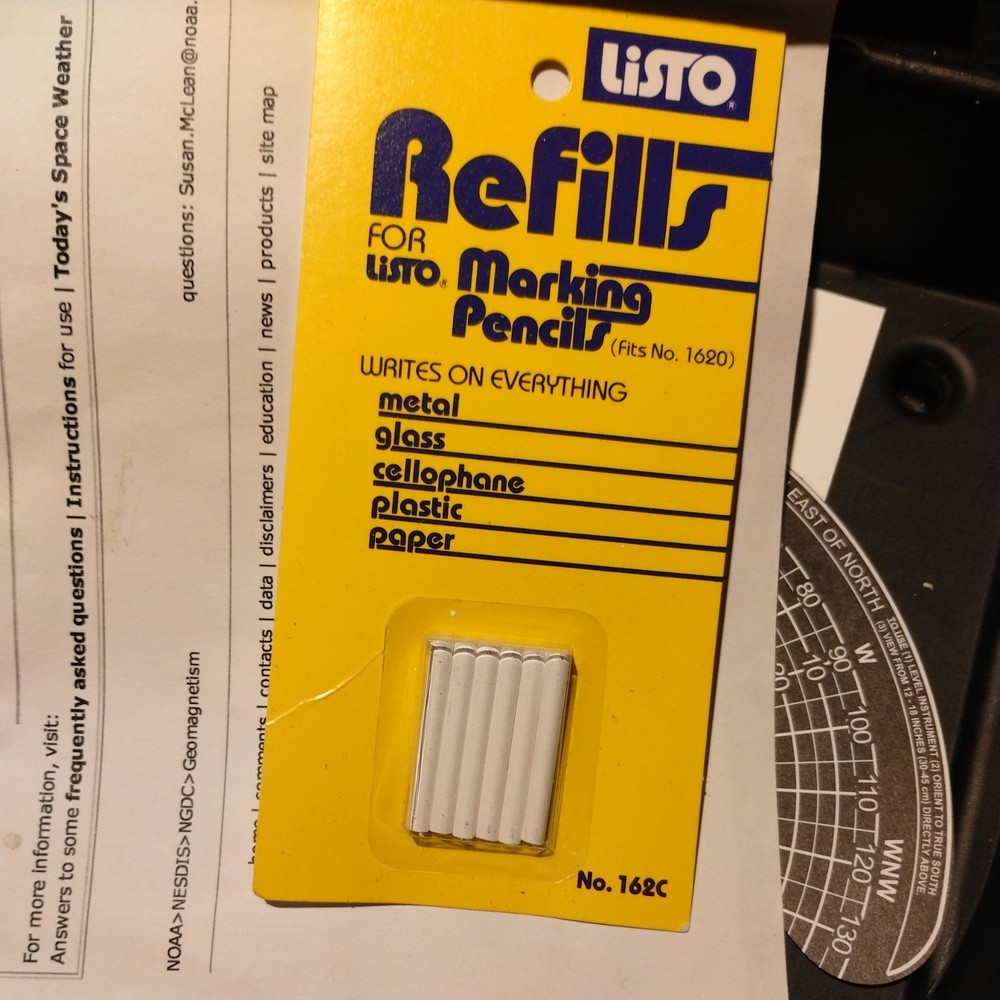 LiSTO®
Refills
FOR
LiSTO® Marking
Pencils (Fits No. 1620)
WRITES ON EVERYTHING
metal
glass
cellophane
plastic
paper
No. 162C
For more information, visit:
Answers to some frequently asked questions | Instructions for use | Today's Space Weather
NOAA> NESDIS> NGDC> Geomagnetism
questions: Susan.McLean@noaa.
home | comments | contacts | data | disclaimers | education | news | products | site map
EAST OF NORTH
TO USE (1) LEVEL INSTRUMENT (2) ORIENT TO TRUE SOUTH
(3) VIEW FROM 12 - 18 INCHES (30-45 cm) DIRECTLY ABOVE
W
WNW
80
90
100
110
120
130
10
20